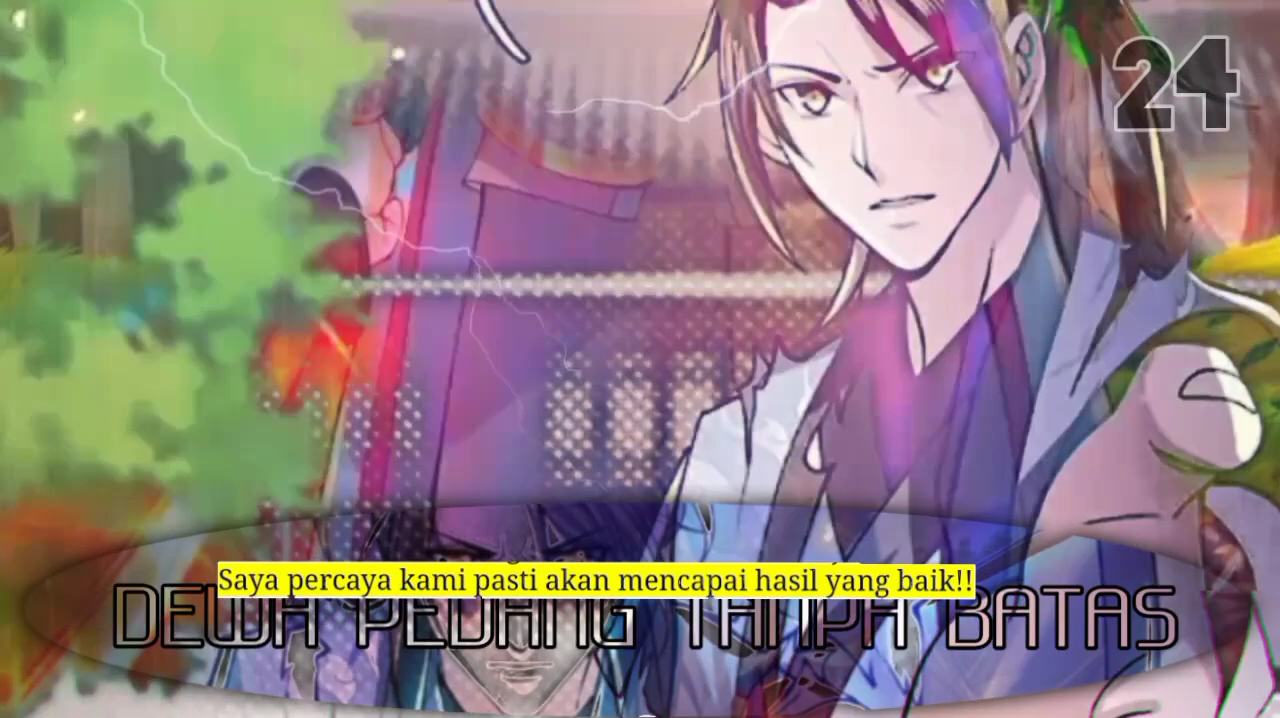 24
Saya percaya kami pasti akan mencapai hasil yang baik!!
DEWA PEDANG TANPA BATAS